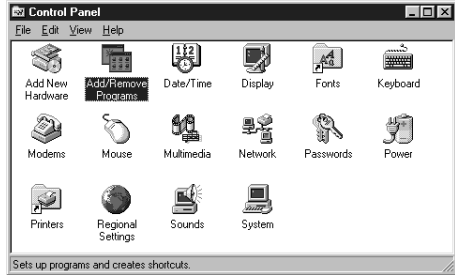 Control Panel
File Edit View Help
Add New Hardware
Add/Remove Programs
Date/Time
Display
Fonts
Keyboard
Modems
Mouse
Multimedia
Network
Passwords
Power
Printers
Regional Settings
Sounds
System
Sets up programs and creates shortcuts.